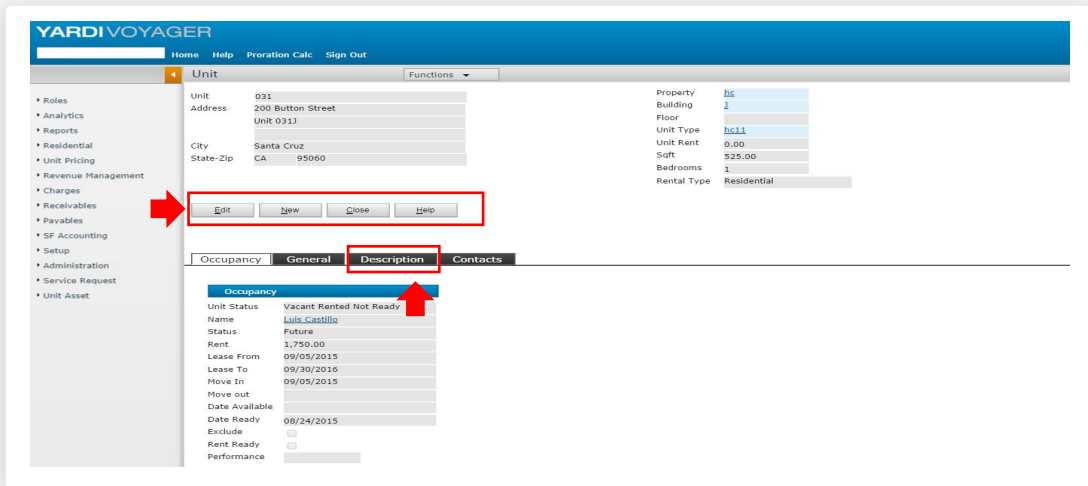 YARDI VOYAGER
Home Help Proration Calc Sign Out
Unit Functions
Roles
Analytics
Reports
Residential
Unit Pricing
Revenue Management
Charges
Receivables
Payables
SF Accounting
Setup
Administration
Service Request
Unit Asset
Unit 031
Address 200 Button Street
Unit 031J
City Santa Cruz
State-Zip CA 95060
Property hc
Building J
Floor
Unit Type hc11
Unit Rent 0.00
Sqft 525.00
Bedrooms 1
Rental Type Residential
Edit New Close Help
Occupancy General Description Contacts
Occupancy
Unit Status Vacant Rented Not Ready
Name Luis Castillo
Status Future
Rent 1,750.00
Lease From 09/05/2015
Lease To 09/30/2016
Move In 09/05/2015
Move out
Date Available
Date Ready 08/24/2015
Exclude
Rent Ready
Performance